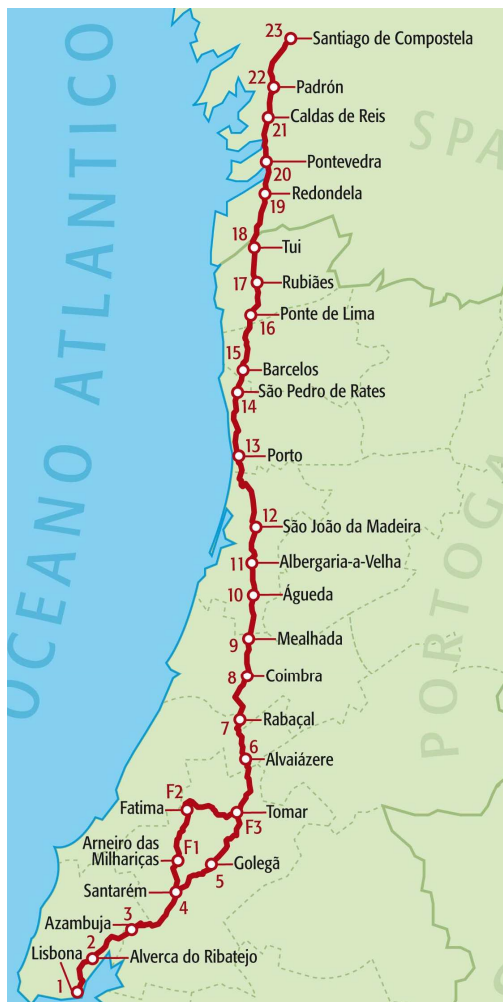 23
Santiago de Compostela
22
Padrón
21
Caldas de Reis
SPA
Pontevedra
20
Redondela
19
18
Tui
17
Rubiães
16
Ponte de Lima
15
Barcelos
14
São Pedro de Rates
13
Porto
12
São João da Madeira
11
Albergaria-a-Velha
10
Águeda
9
Mealhada
8
Coimbra
7
Rabaçal
6
Alvaiázere
F2
Fatima
Tomar
F3
F1
Arneiro das
Milhariças
5
Golegã
Santarém
4
Azambuja
3
Lisbona
2
Alverca do Ribatejo
1
OCEANO ATLANTICO
PORTOGA